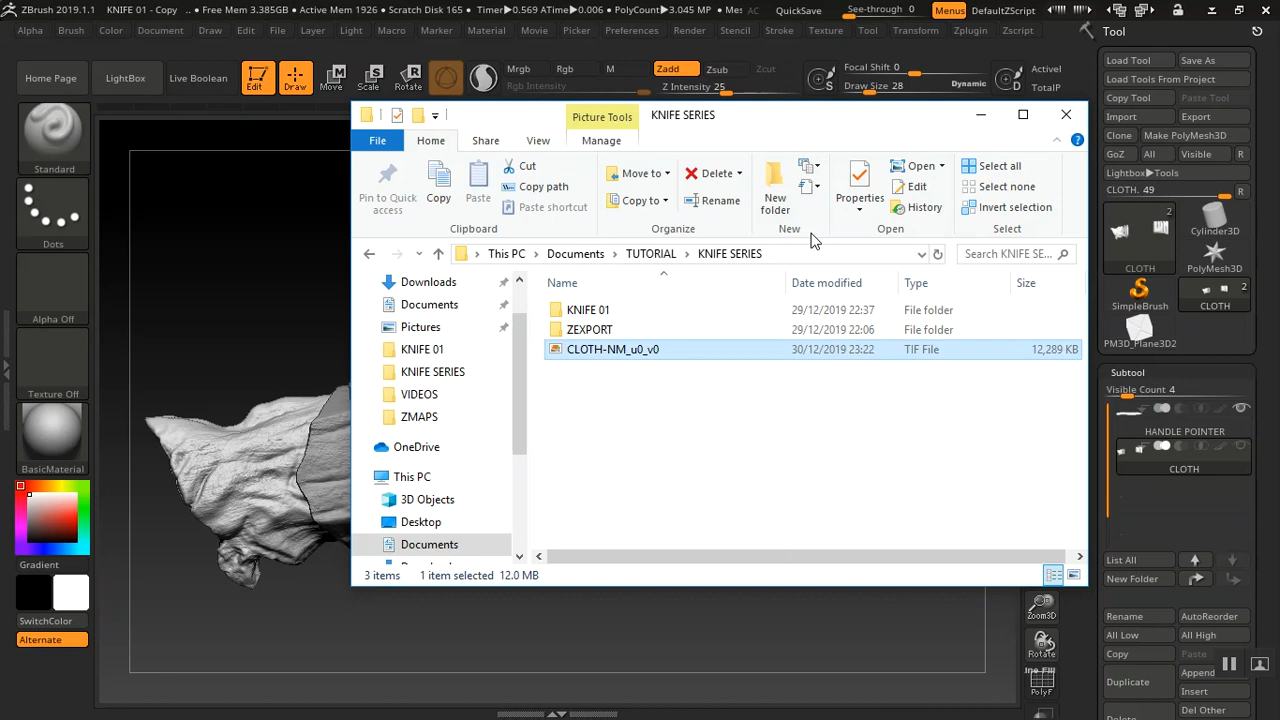 ZBrush 2019.1.1 KNIFE 01 - Copy • Free Mem 3.385GB • Active Mem 1926 • Scratch Disk 165 • Timer▶0.569 ATime▶0.006 • PolyCount▶3.045 MP • QuickSave See-through 0 Menus DefaultZScript
Alpha Brush Color Document Draw Edit File Layer Light Macro Marker Material Movie Picker Preferences Render Stencil Stroke Texture Tool Transform Zplugin Zscript
Tool
Load Tool Save As
Load Tools From Project
Copy Tool Paste Tool
Import Export
Clone Make PolyMesh3D
GoZ All Visible R
Lightbox▶Tools
CLOTH. 49 R
2
CLOTH
Cylinder3D
PolyMesh3D
SimpleBrush
2
CLOTH
PM3D_Plane3D2
Home Page LightBox Live Boolean
Edit Draw Move Scale Rotate
Mrgb Rgb M
Rgb Intensity
Zadd Zsub Zcut
Z Intensity 25
S
Focal Shift 0
Draw Size 28 Dynamic
D
Standard
Dots
Alpha Off
Texture Off
BasicMaterial
Gradient
SwitchColor
Alternate
Picture Tools KNIFE SERIES
File Home Share View Manage
Pin to Quick access
Copy
Paste
Cut
Copy path
Paste shortcut
Clipboard
Move to
Copy to
Delete
Rename
Organize
New folder
New
Properties
Open
Edit
History
Open
Select all
Select none
Invert selection
Select
This PC › Documents › TUTORIAL › KNIFE SERIES
Search KNIFE SE...
Name Date modified Type Size
KNIFE 01 29/12/2019 22:37 File folder
ZEXPORT 29/12/2019 22:06 File folder
CLOTH-NM_u0_v0 30/12/2019 23:22 TIF File 12,289 KB
Downloads
Documents
Pictures
KNIFE 01
KNIFE SERIES
VIDEOS
ZMAPS
OneDrive
This PC
3D Objects
Desktop
Documents
3 items 1 item selected 12.0 MB
Subtool
Visible Count 4
HANDLE POINTER
CLOTH
List All
New Folder
Rename AutoReorder
All Low All High
Copy Paste
Duplicate Append
Insert
Del Other
Zoom3D
Rotate
PolyF